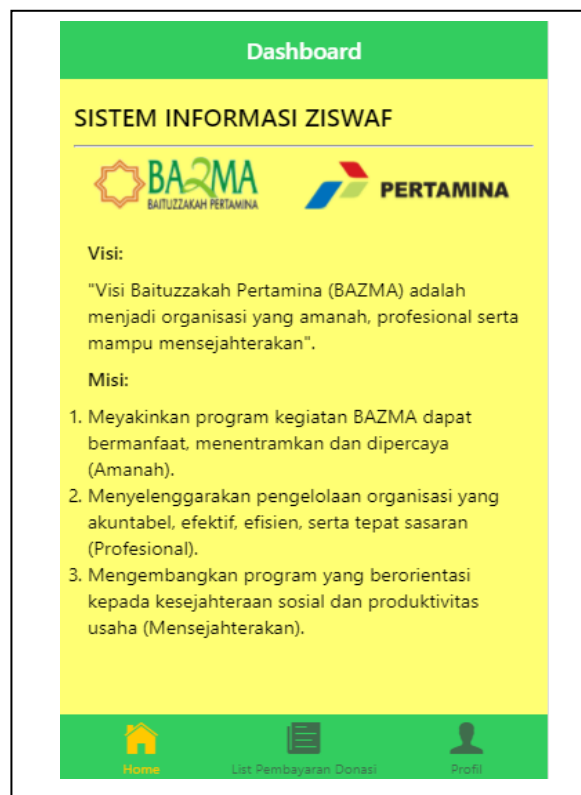 Dashboard
SISTEM INFORMASI ZISWAF
BAZMA
BAITUZZAKAH PERTAMINA
PERTAMINA
Visi:
"Visi Baituzzakah Pertamina (BAZMA) adalah
menjadi organisasi yang amanah, profesional serta
mampu mensejahterakan".
Misi:
1. Meyakinkan program kegiatan BAZMA dapat
bermanfaat, menentramkan dan dipercaya
(Amanah).
2. Menyelenggarakan pengelolaan organisasi yang
akuntabel, efektif, efisien, serta tepat sasaran
(Profesional).
3. Mengembangkan program yang berorientasi
kepada kesejahteraan sosial dan produktivitas
usaha (Mensejahterakan).
Home
List Pembayaran Donasi
Profil